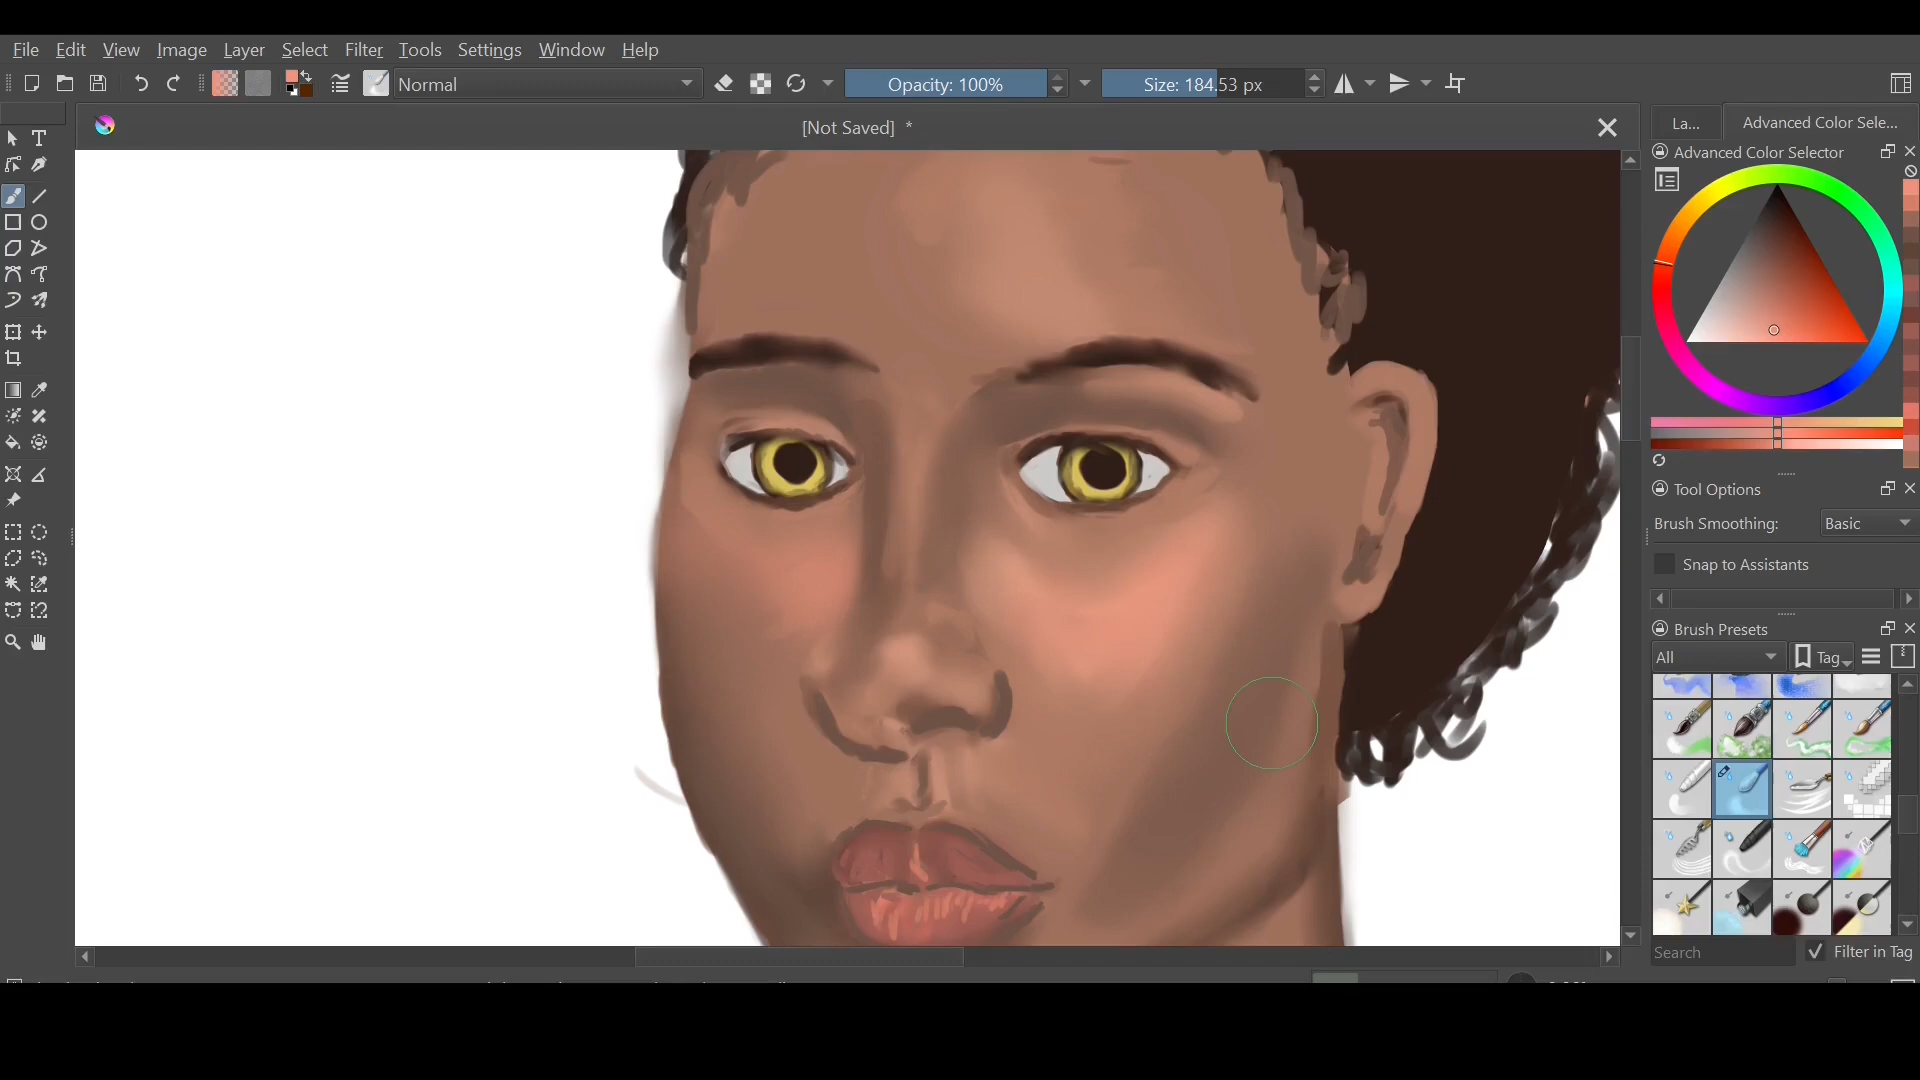 File Edit View Image Layer Select Filter Tools Settings Window Help
Normal
Opacity: 100%
Size: 184.53 px
[Not Saved] *
La...
Advanced Color Sele...
Advanced Color Selector
Tool Options
Brush Smoothing:
Basic
Snap to Assistants
Brush Presets
All
Tag
Search
Filter in Tag